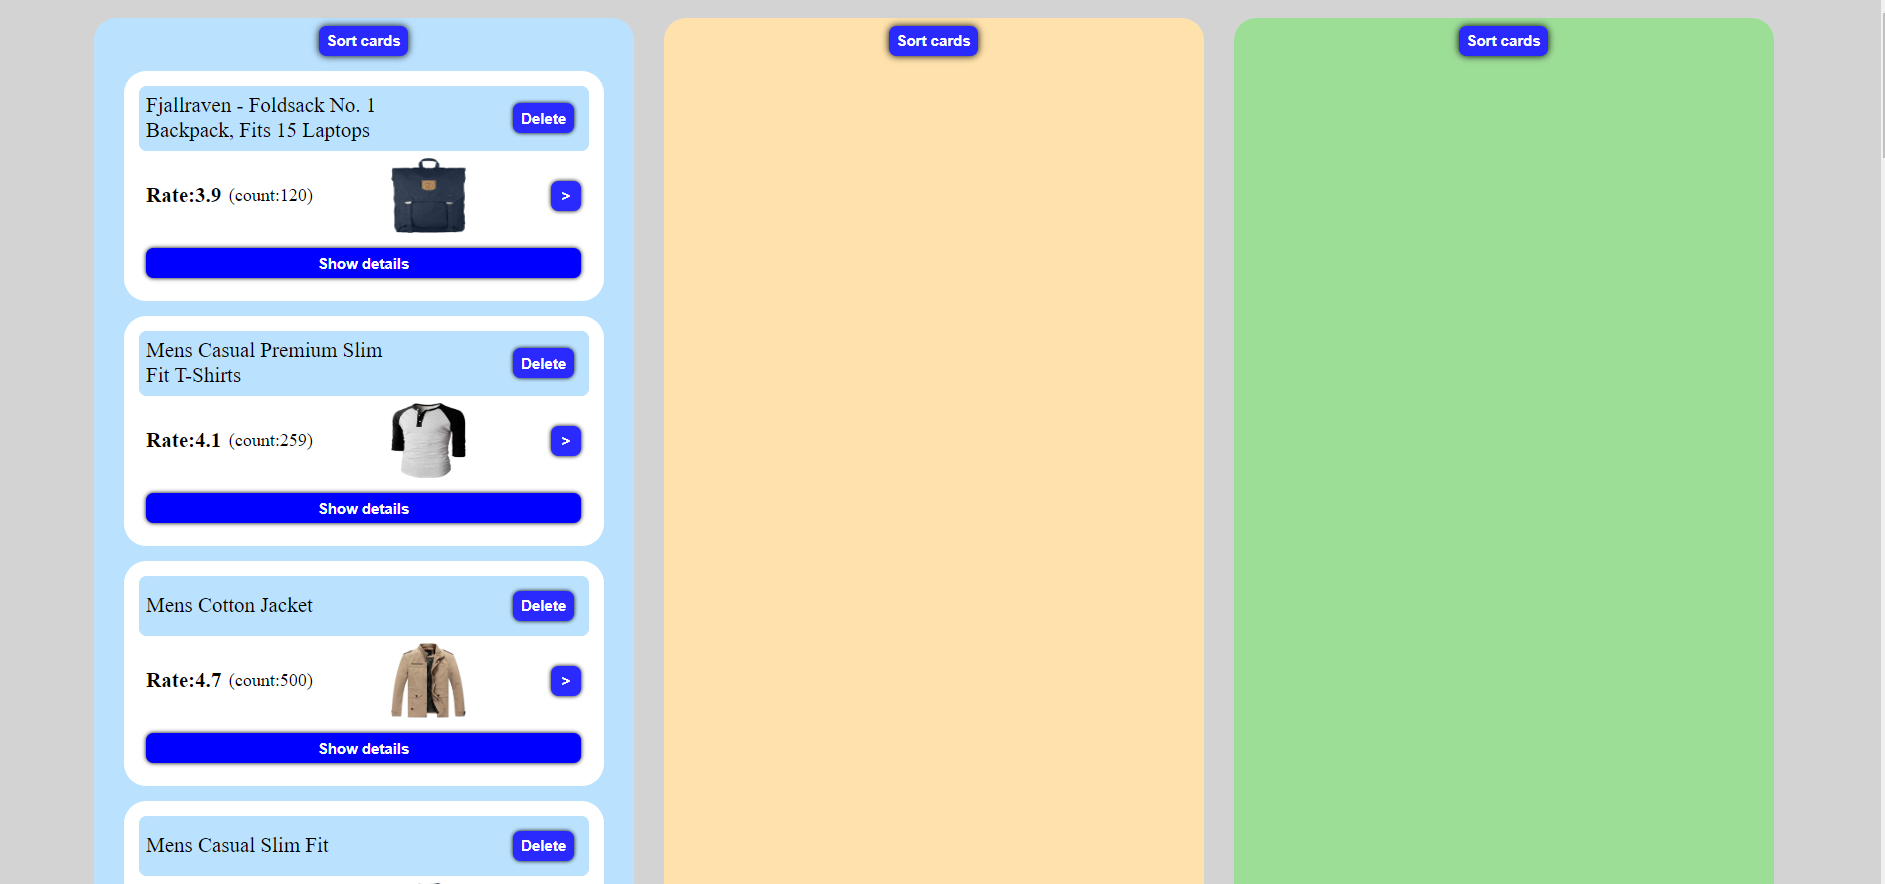 Sort cards
Fjallraven - Foldsack No. 1
Backpack, Fits 15 Laptops
Delete
Rate:3.9 (count:120)
>
Show details
Mens Casual Premium Slim
Fit T-Shirts
Delete
Rate:4.1 (count:259)
>
Show details
Mens Cotton Jacket
Delete
Rate:4.7 (count:500)
>
Show details
Mens Casual Slim Fit
Delete
Sort cards
Sort cards